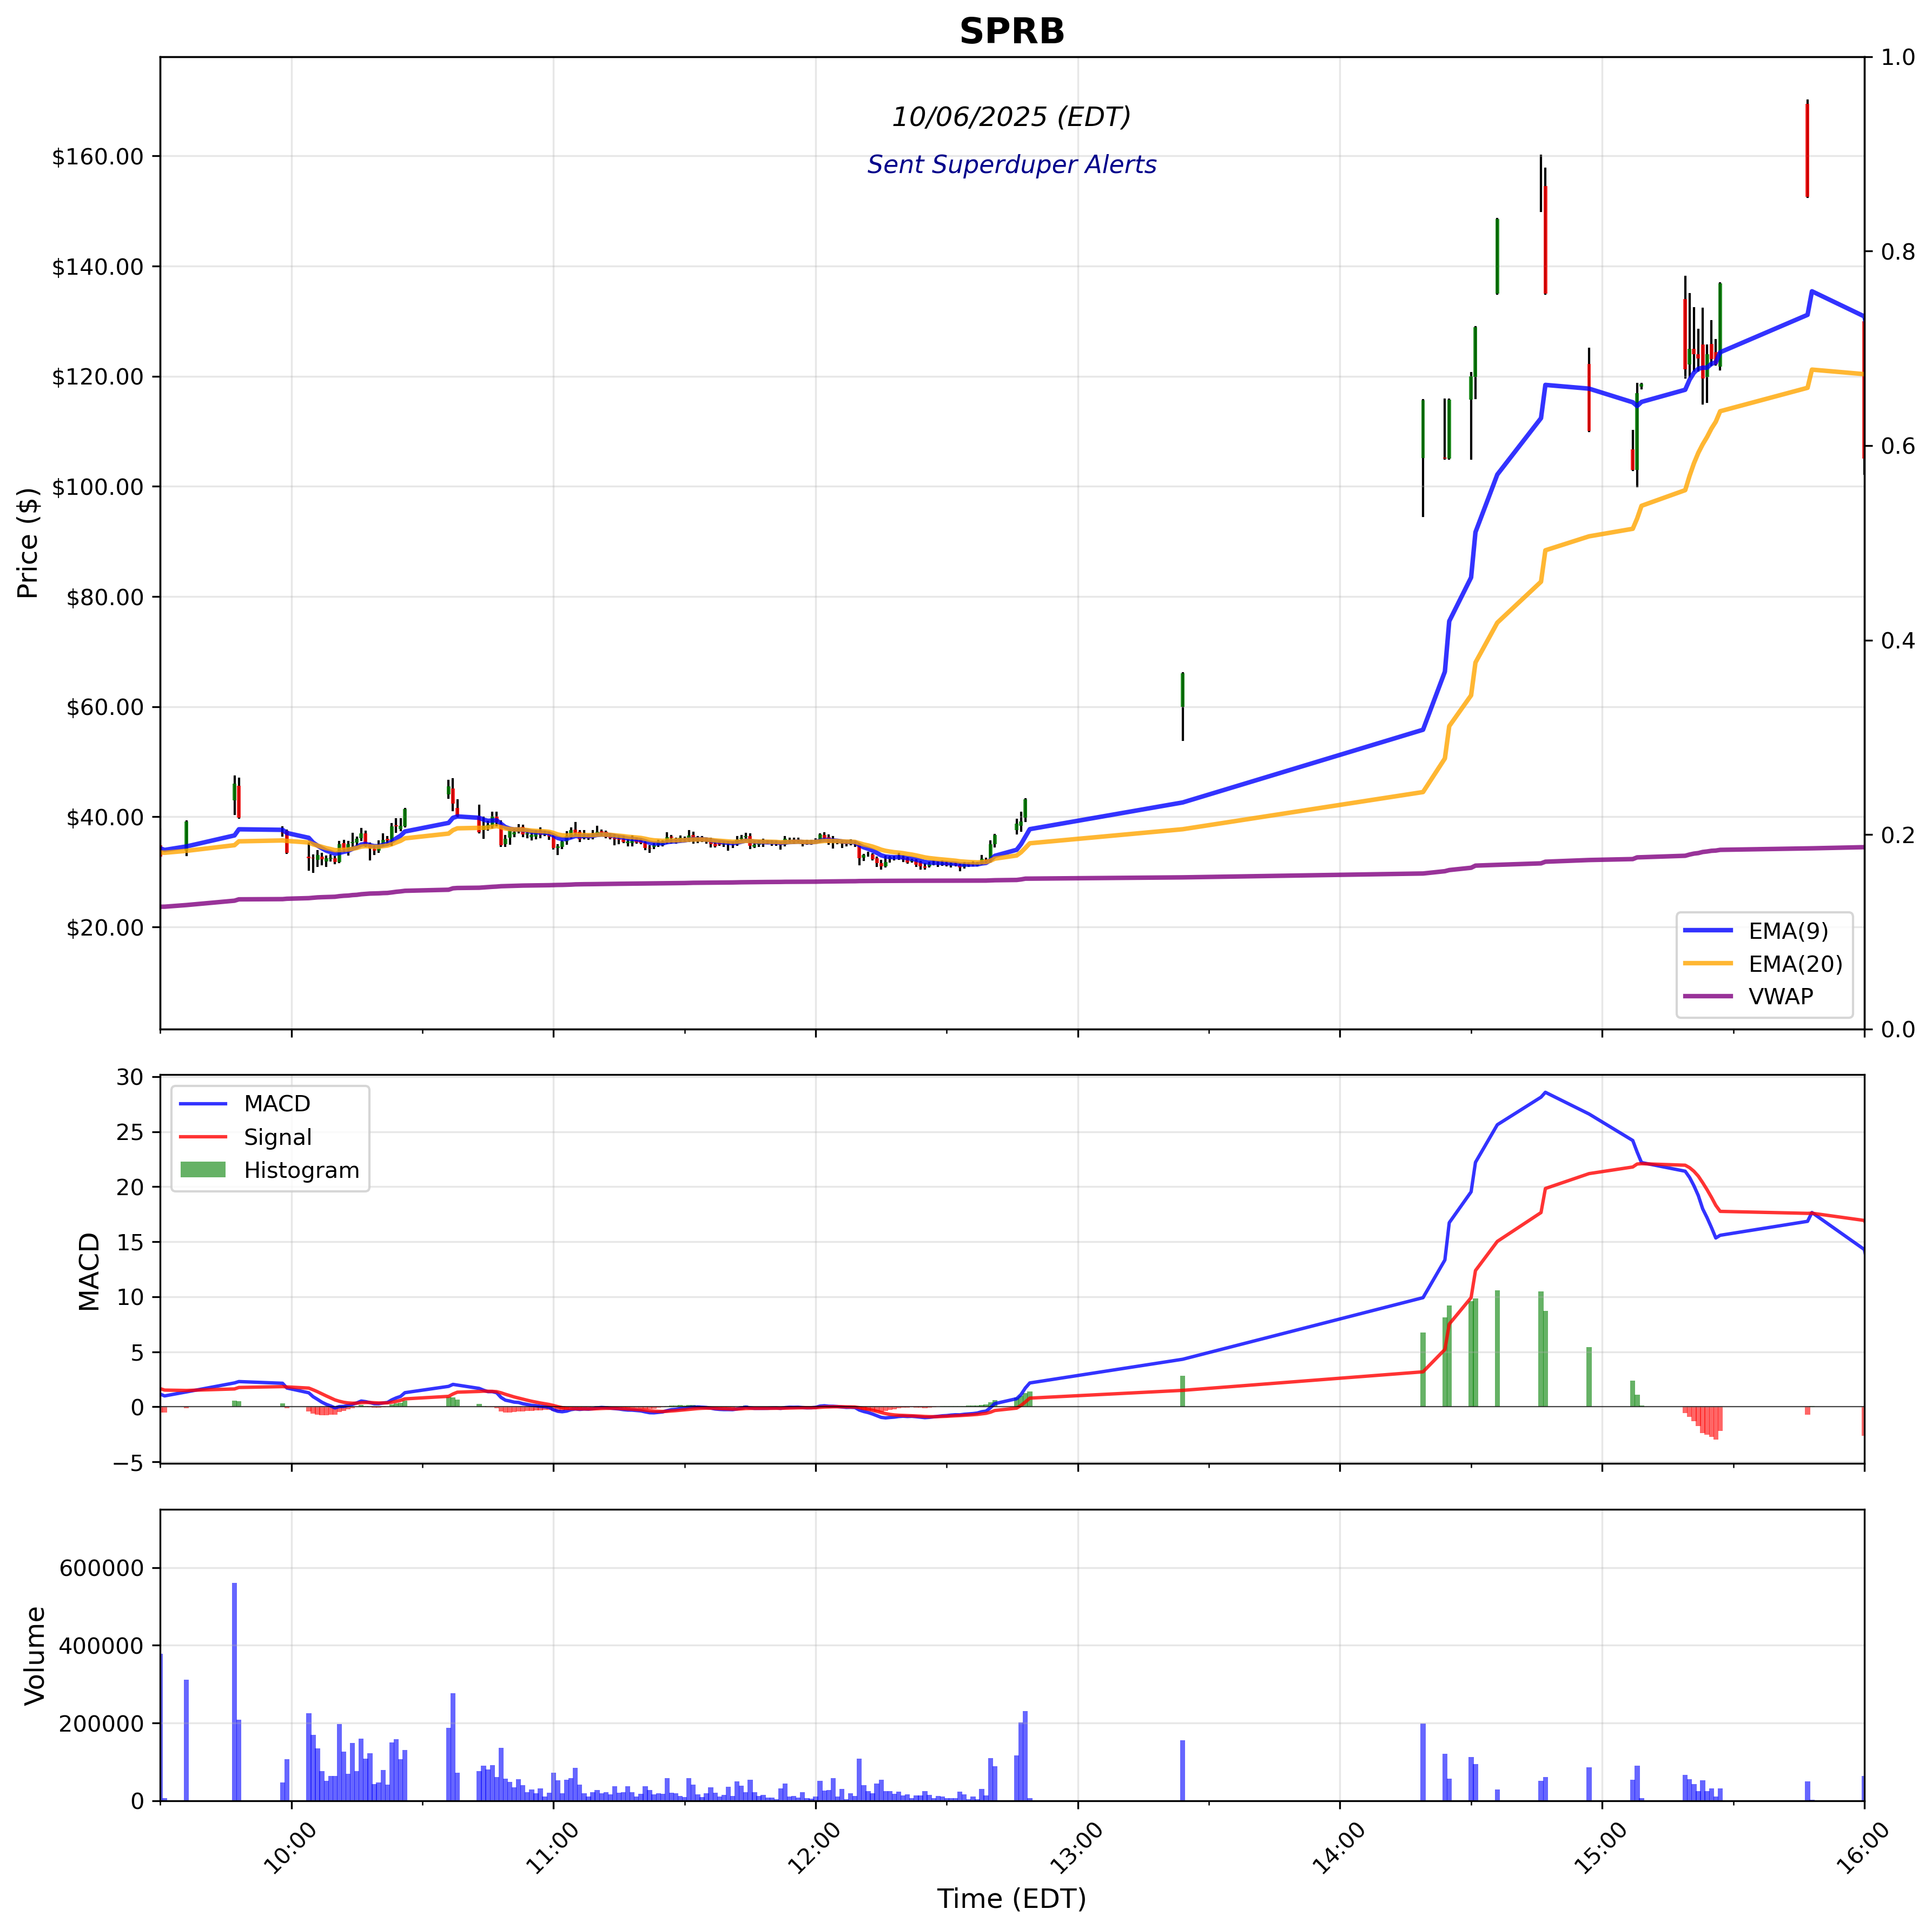 SPRB
10/06/2025 (EDT)
Sent Superduper Alerts
Price ($)
$160.00
$140.00
$120.00
$100.00
$80.00
$60.00
$40.00
$20.00
1.0
0.8
0.6
0.4
0.2
0.0
EMA(9)
EMA(20)
VWAP
MACD
30
25
20
15
10
5
0
−5
MACD
Signal
Histogram
Volume
600000
400000
200000
0
10:00
11:00
12:00
13:00
14:00
15:00
16:00
Time (EDT)